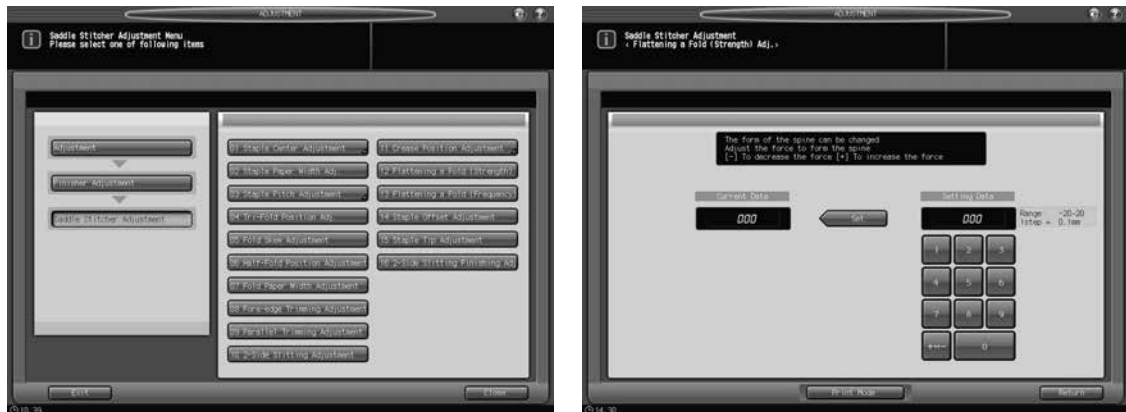 ADJUSTMENT
Saddle Stitcher Adjustment Menu
Please select one of following items
Adjustment
Finisher Adjustment
Saddle Stitcher Adjustment
01 Staple Center Adjustment
02 Staple Paper Width Adj.
03 Staple Pitch Adjustment
04 Tri-Fold Position Adj.
05 Fold Skew Adjustment
06 Half-Fold Position Adjustment
07 Fold Paper Width Adjustment
08 Fore-edge Trimming Adjustment
09 Parallel Trimming Adjustment
10 2-Side Slitting Adjustment
11 Crease Position Adjustment
12 Flattening a Fold (Strength)
13 Flattening a Fold (Frequency)
14 Staple Offset Adjustment
15 Staple Tip Adjustment
16 2-Side Slitting Finishing Adj
Exit
Close
10:39
ADJUSTMENT
Saddle Stitcher Adjustment
< Flattening a Fold (Strength) Adj.>
The form of the spine can be changed
Adjust the force to form the spine
[-] To decrease the force [+] To increase the force
Current Data
Setting Data
000
Set
000
Range -20-20
1step = 0.1mm
1 2 3
4 5 6
7 8 9
0
Print Mode
Return
14:30